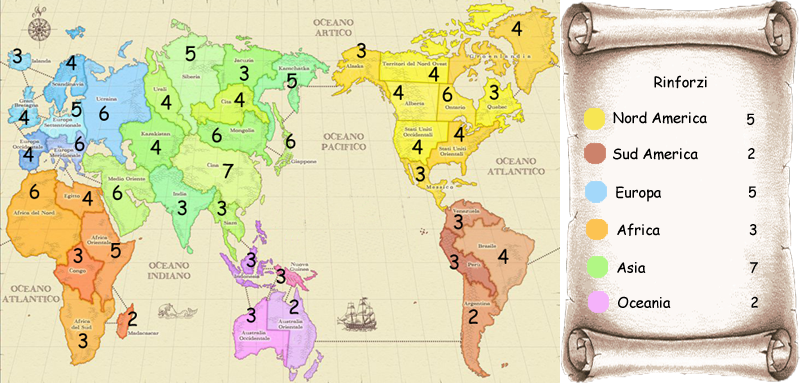 OCEANO
ARTICO
3
Islanda
4
Scandinavia
5
Siberia
3
Jacuzia
Kamchatka
5
3
Alaska
Territori del Nord Ovest
4
Groenlandia
4
Gran
Bretagna
4
5
Europa
Settentrionale
Ucraina
6
Urali
4
Cita
4
4
Alberta
6
Ontario
3
Quebec
Europa
Occidentale
4
Europa
Meridionale
6
Kazakistan
4
6
Mongolia
6
Giappone
OCEANO
PACIFICO
Stati Uniti
Occidentali
4
4
Stati Uniti
Orientali
OCEANO
ATLANTICO
6
Africa del Nord
Egitto
4
Medio Oriente
6
India
3
Cina
7
3
Siam
3
Messico
Africa
Orientale
5
3
Congo
OCEANO
INDIANO
3
Indonesia
3
Nuova
Guinea
Venezuela
3
3
Perù
Brasile
4
OCEANO
ATLANTICO
Africa
del Sud
3
2
Madagascar
3
Australia
Occidentale
2
Australia
Orientale
Argentina
2
Rinforzi
Nord America 5
Sud America 2
Europa 5
Africa 3
Asia 7
Oceania 2